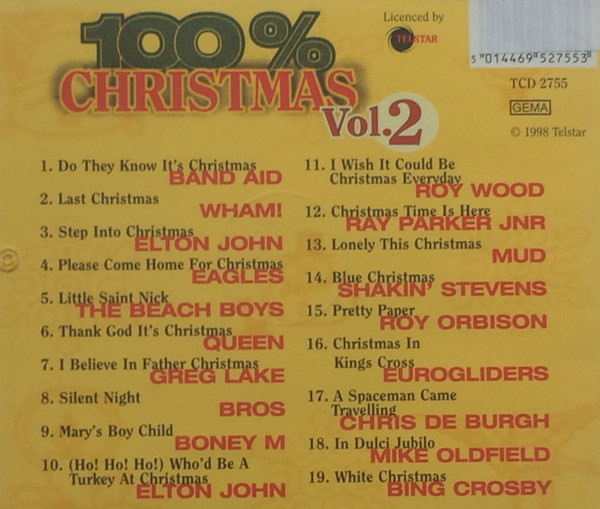 100%
CHRISTMAS
Vol.2
Licenced by
TELSTAR
5 014469 527553
TCD 2755
GEMA
© 1998 Telstar
1. Do They Know It's Christmas
BAND AID
2. Last Christmas
WHAM!
3. Step Into Christmas
ELTON JOHN
4. Please Come Home For Christmas
EAGLES
5. Little Saint Nick
THE BEACH BOYS
6. Thank God It's Christmas
QUEEN
7. I Believe In Father Christmas
GREG LAKE
8. Silent Night
BROS
9. Mary's Boy Child
BONEY M
10. (Ho! Ho! Ho!) Who'd Be A
Turkey At Christmas
ELTON JOHN
11. I Wish It Could Be
Christmas Everyday
ROY WOOD
12. Christmas Time Is Here
RAY PARKER JNR
13. Lonely This Christmas
MUD
14. Blue Christmas
SHAKIN' STEVENS
15. Pretty Paper
ROY ORBISON
16. Christmas In
Kings Cross
EUROGLIDERS
17. A Spaceman Came
Travelling
CHRIS DE BURGH
18. In Dulci Jubilo
MIKE OLDFIELD
19. White Christmas
BING CROSBY